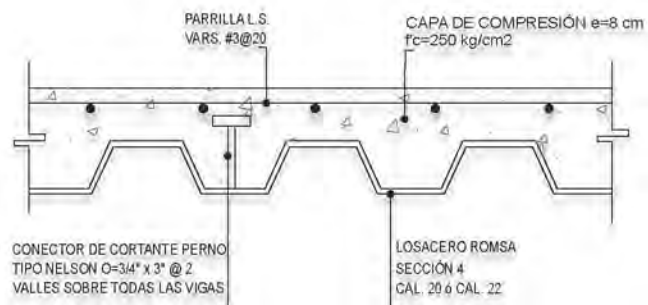 PARRILLA L.S.
VARS. #3@20
CAPA DE COMPRESIÓN e=8 cm
f'c=250 kg/cm2
CONECTOR DE CORTANTE PERNO
TIPO NELSON O=3/4" x 3" @ 2
VALLES SOBRE TODAS LAS VIGAS
LOSACERO ROMSA
SECCIÓN 4
CAL. 20 ó CAL. 22